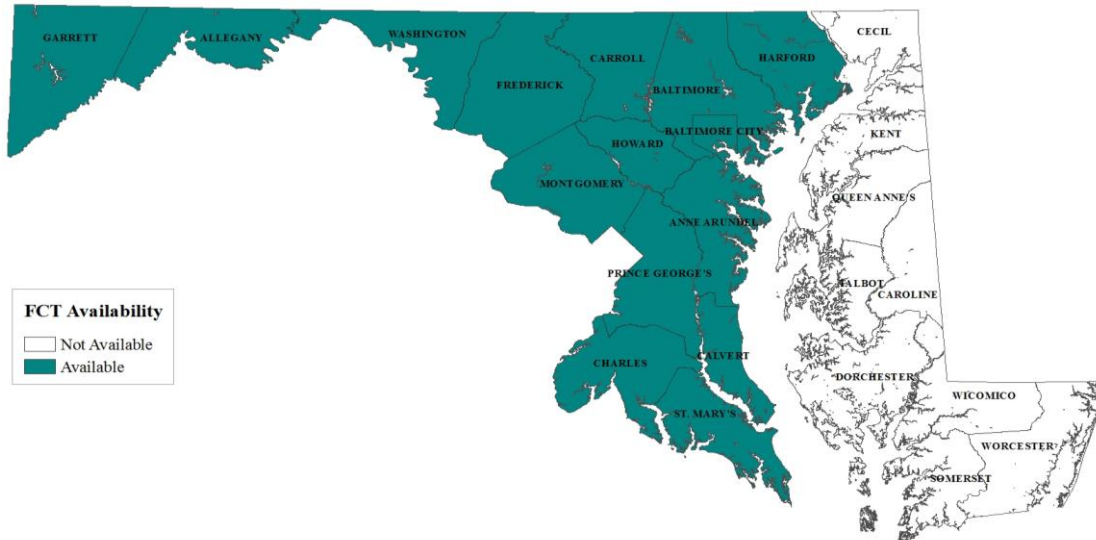 GARRETT
ALLEGANY
WASHINGTON
FREDERICK
CARROLL
BALTIMORE
HARFORD
CECIL
BALTIMORE CITY
HOWARD
KENT
MONTGOMERY
QUEEN ANNE'S
ANNE ARUNDEL
PRINCE GEORGE'S
TALBOT
CAROLINE
FCT Availability
Not Available
Available
CHARLES
CALVERT
DORCHESTER
WICOMICO
ST. MARY'S
WORCESTER
SOMERSET